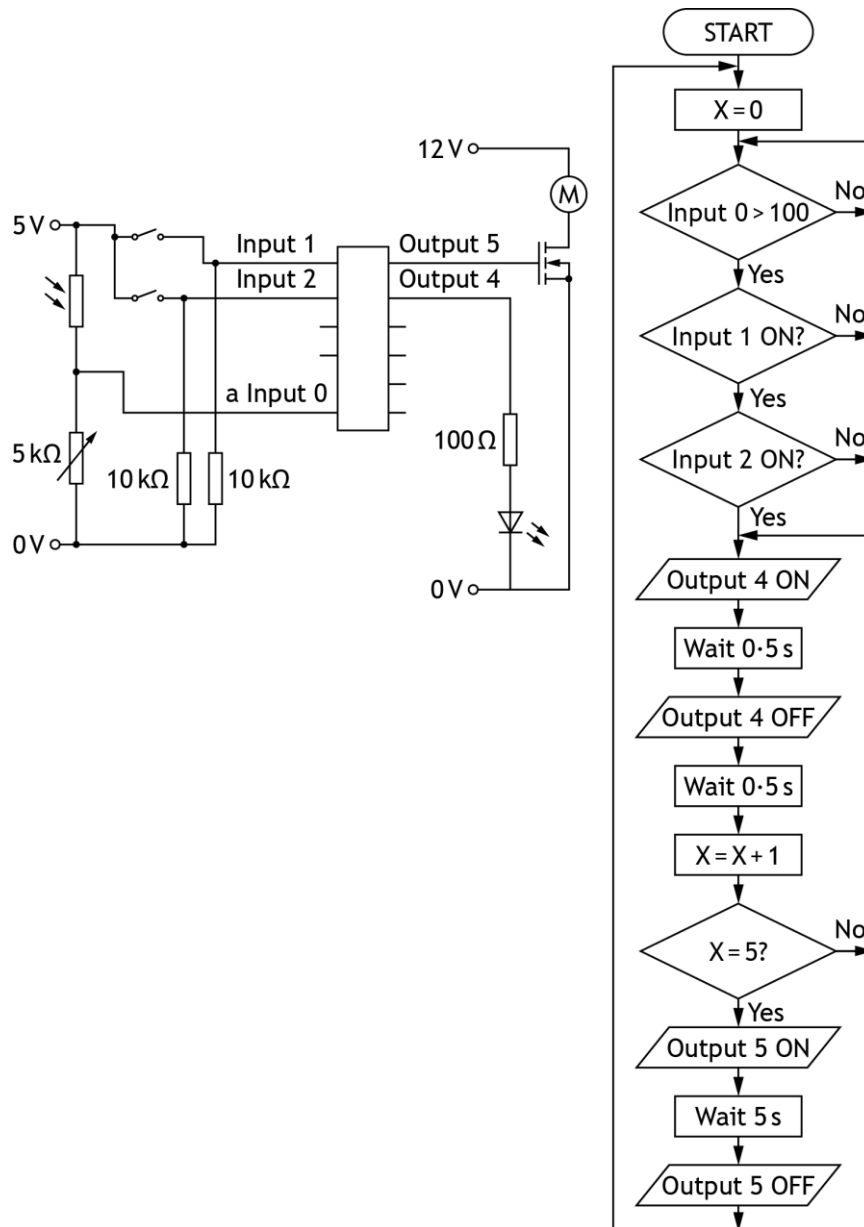 12 V
M
5 V
Input 1
Output 5
Input 2
Output 4
a Input 0
5 kΩ
10 kΩ
10 kΩ
100 Ω
0 V
0 V
START
X = 0
Input 0 > 100
No
Yes
Input 1 ON?
No
Yes
Input 2 ON?
No
Yes
Output 4 ON
Wait 0·5 s
Output 4 OFF
Wait 0·5 s
X = X + 1
X = 5?
No
Yes
Output 5 ON
Wait 5 s
Output 5 OFF